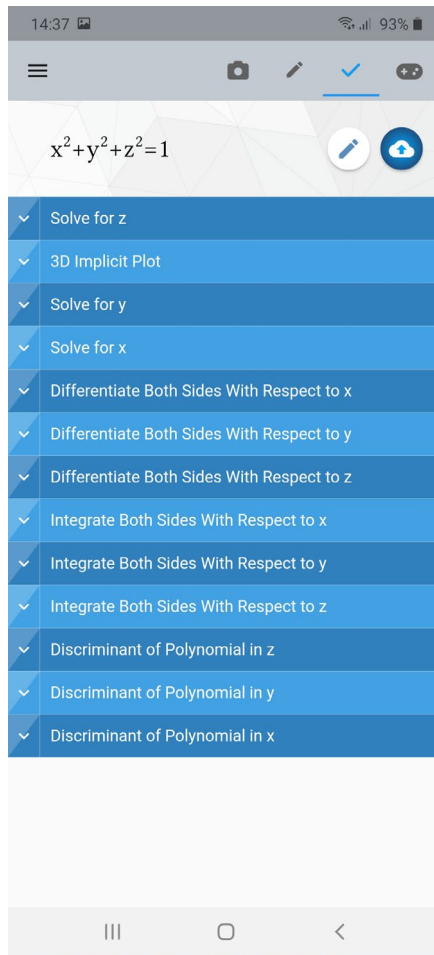 14:37 93%
x²+y²+z²=1
Solve for z
3D Implicit Plot
Solve for y
Solve for x
Differentiate Both Sides With Respect to x
Differentiate Both Sides With Respect to y
Differentiate Both Sides With Respect to z
Integrate Both Sides With Respect to x
Integrate Both Sides With Respect to y
Integrate Both Sides With Respect to z
Discriminant of Polynomial in z
Discriminant of Polynomial in y
Discriminant of Polynomial in x